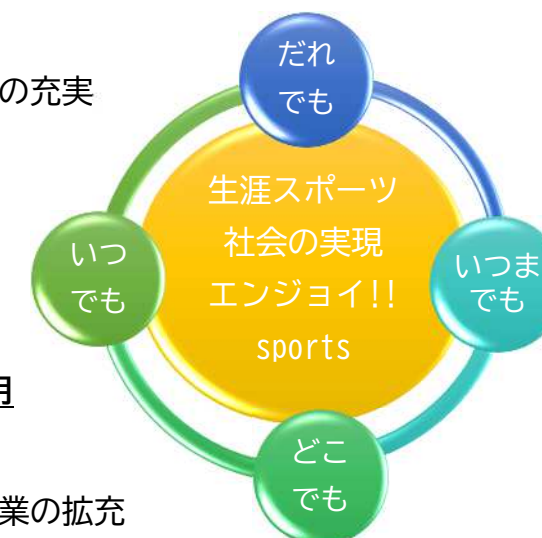 の充実
だれ
でも
生涯スポーツ
社会の実現
エンジョイ!!
sports
いつ
でも
いつま
でも
どこ
でも
業の拡充